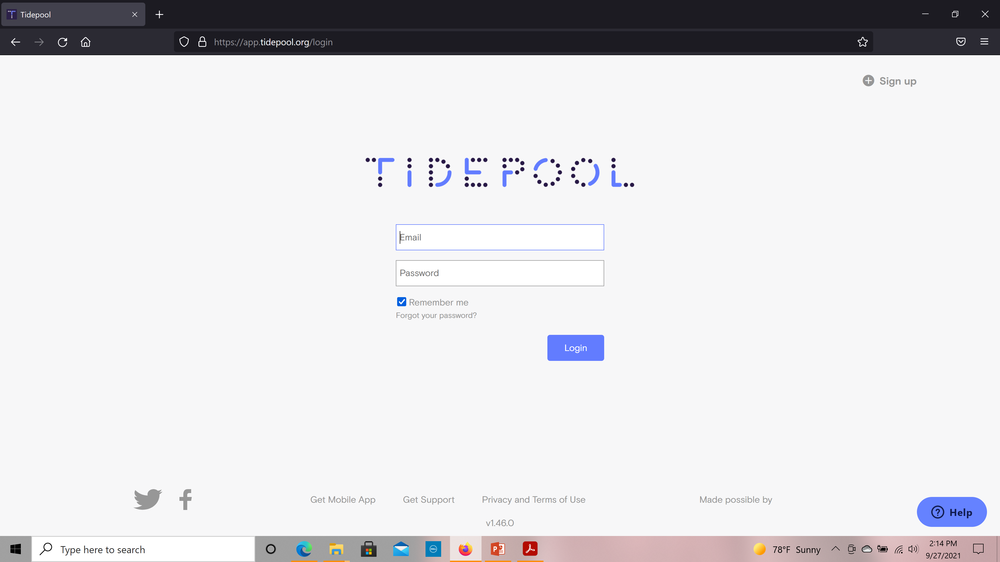 Tidepool
https://app.tidepool.org/login
Sign up
TIDEPOOL
Email
Password
Remember me
Forgot your password?
Login
Get Mobile App
Get Support
Privacy and Terms of Use
Made possible by
v1.46.0
Help
Type here to search
DELL
78°F Sunny
2:14 PM
9/27/2021